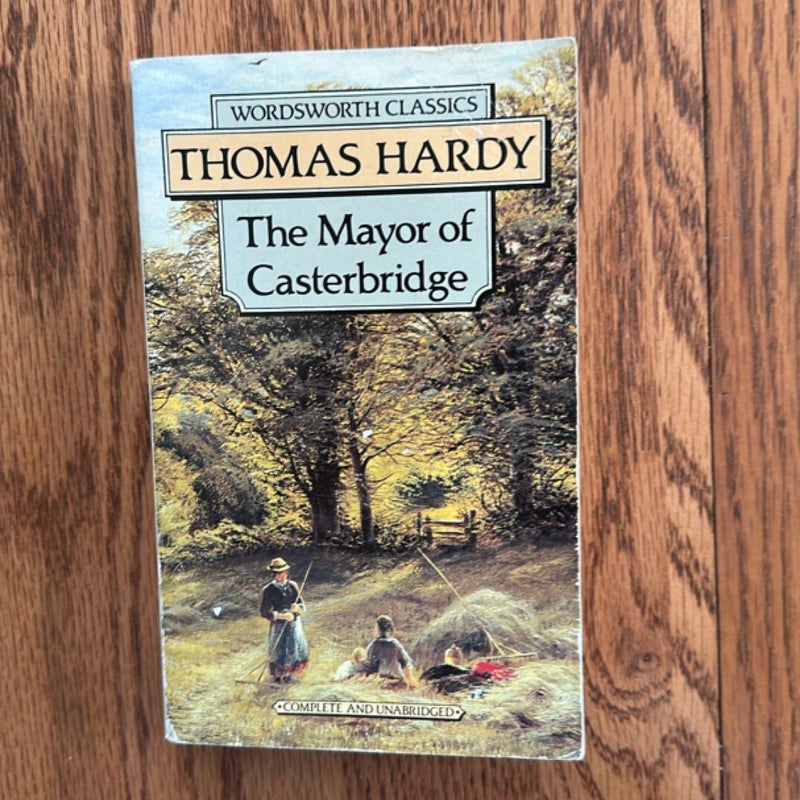 WORDSWORTH CLASSICS
THOMAS HARDY
The Mayor of
Casterbridge
COMPLETE AND UNABRIDGED